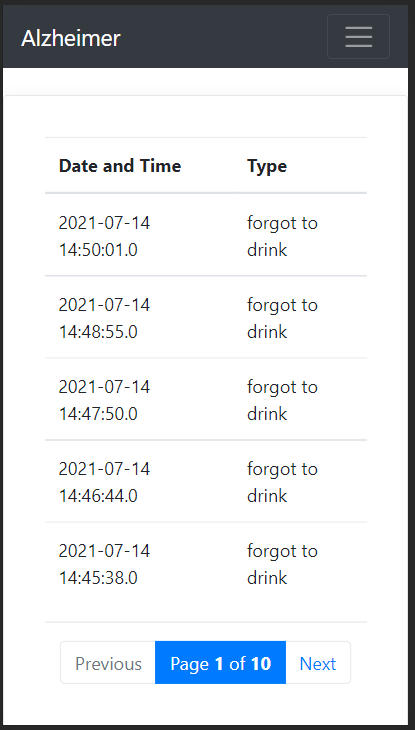 Alzheimer
Date and Time Type
2021-07-14 forgot to
14:50:01.0 drink
2021-07-14 forgot to
14:48:55.0 drink
2021-07-14 forgot to
14:47:50.0 drink
2021-07-14 forgot to
14:46:44.0 drink
2021-07-14 forgot to
14:45:38.0 drink
Previous Page 1 of 10 Next